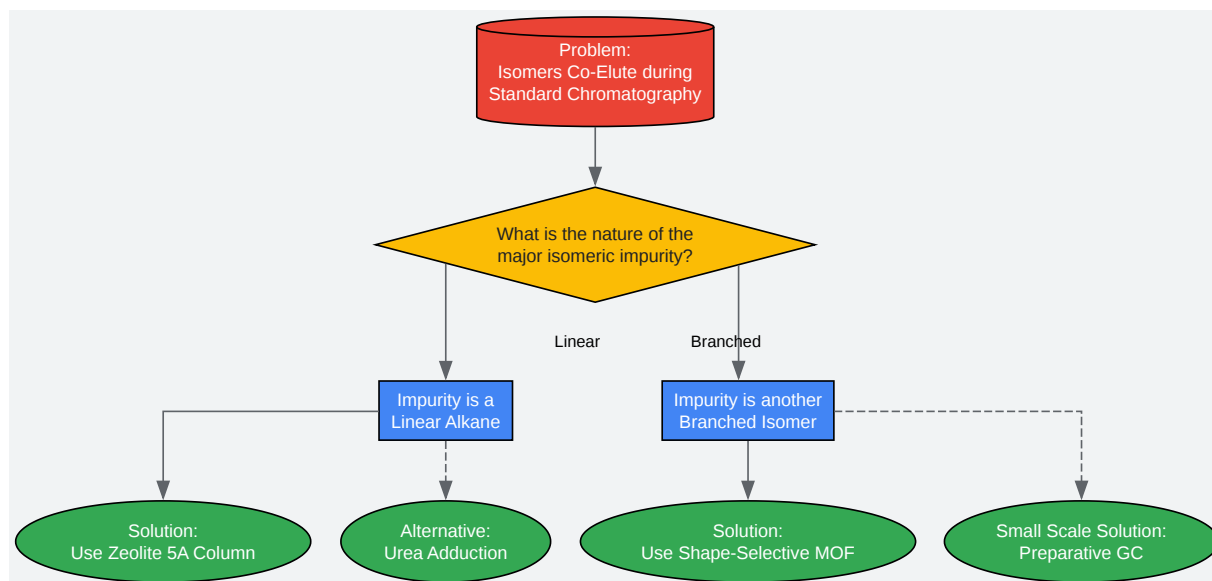 Problem:
Isomers Co-Elute during
Standard Chromatography
What is the nature of the
major isomeric impurity?
Linear
Branched
Impurity is a
Linear Alkane
Impurity is another
Branched Isomer
Solution:
Use Zeolite 5A Column
Alternative:
Urea Adduction
Solution:
Use Shape-Selective MOF
Small Scale Solution:
Preparative GC